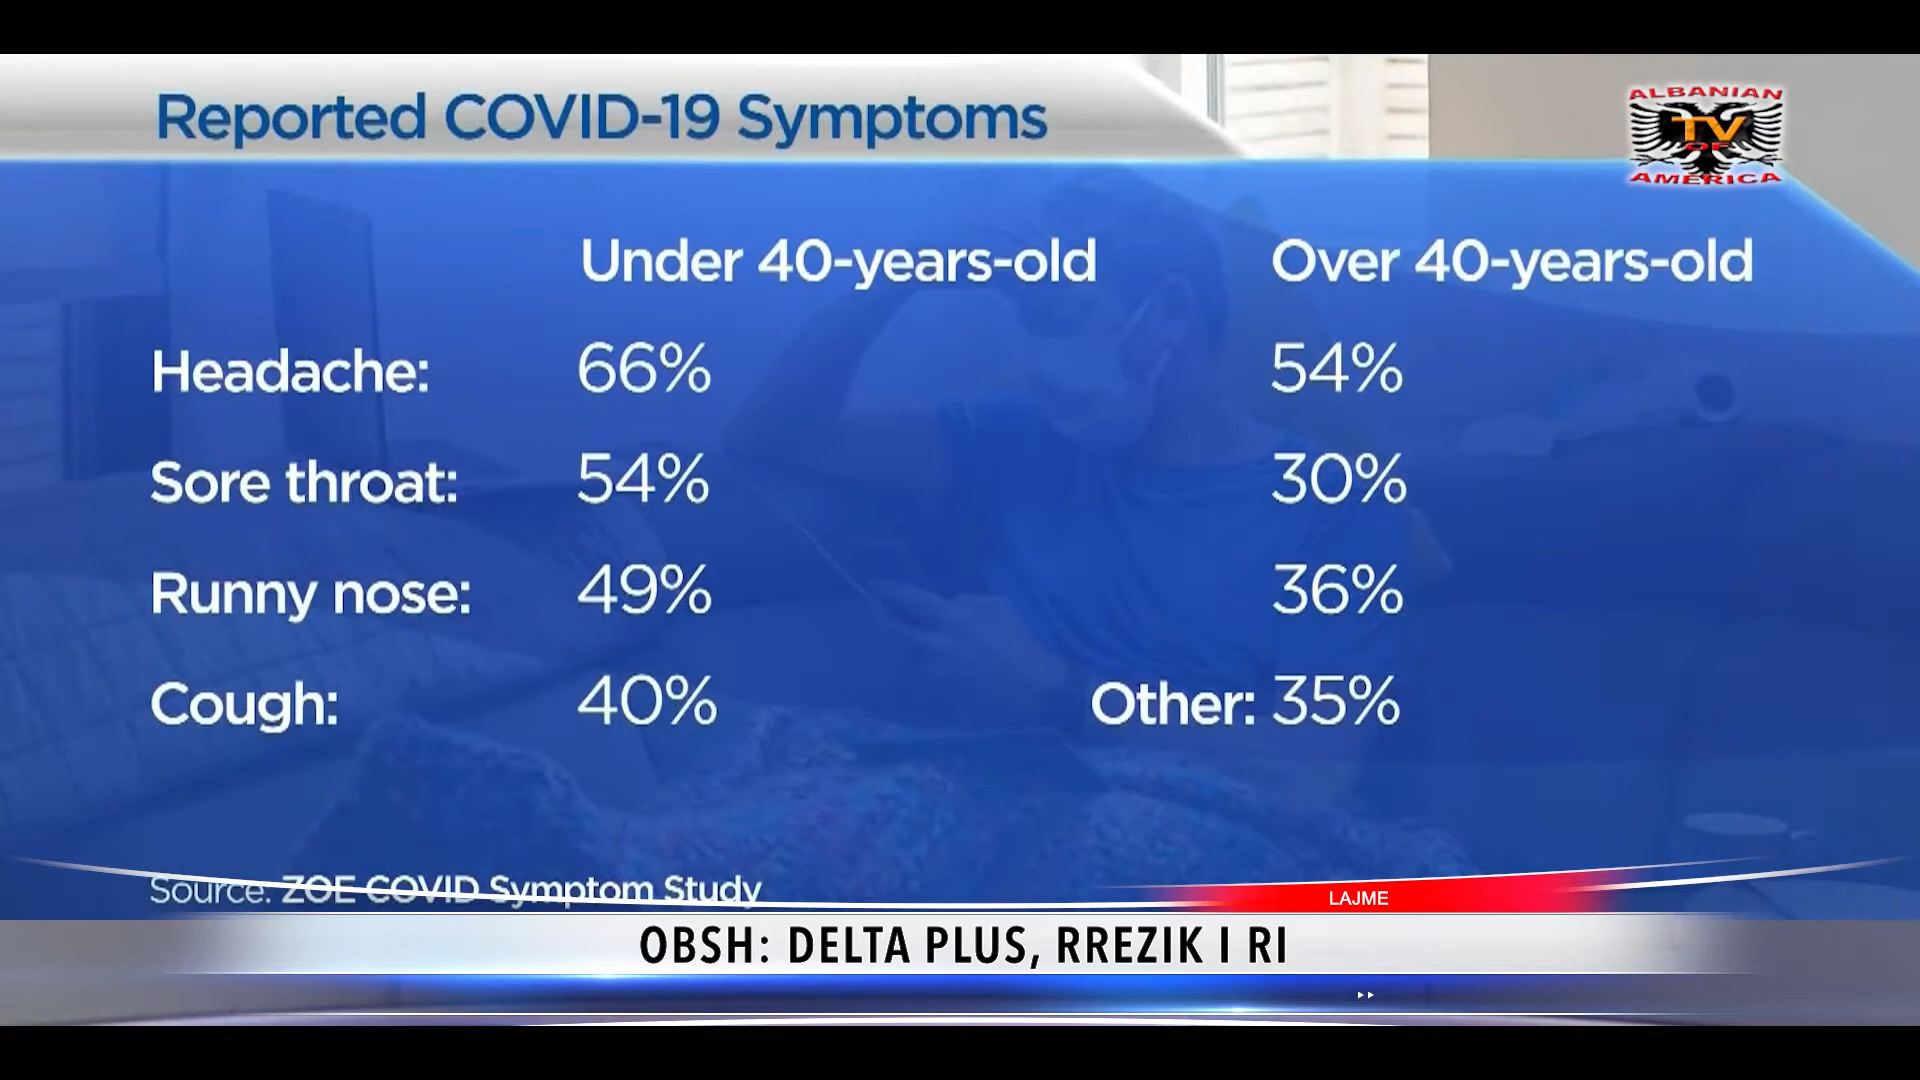 Reported COVID-19 Symptoms
ALBANIAN
TV
OF
AMERICA
Under 40-years-old Over 40-years-old
Headache: 66% 54%
Sore throat: 54% 30%
Runny nose: 49% 36%
Cough: 40% Other: 35%
Source: ZOE COVID Symptom Study
LAJME
OBSH: DELTA PLUS, RREZIK I RI